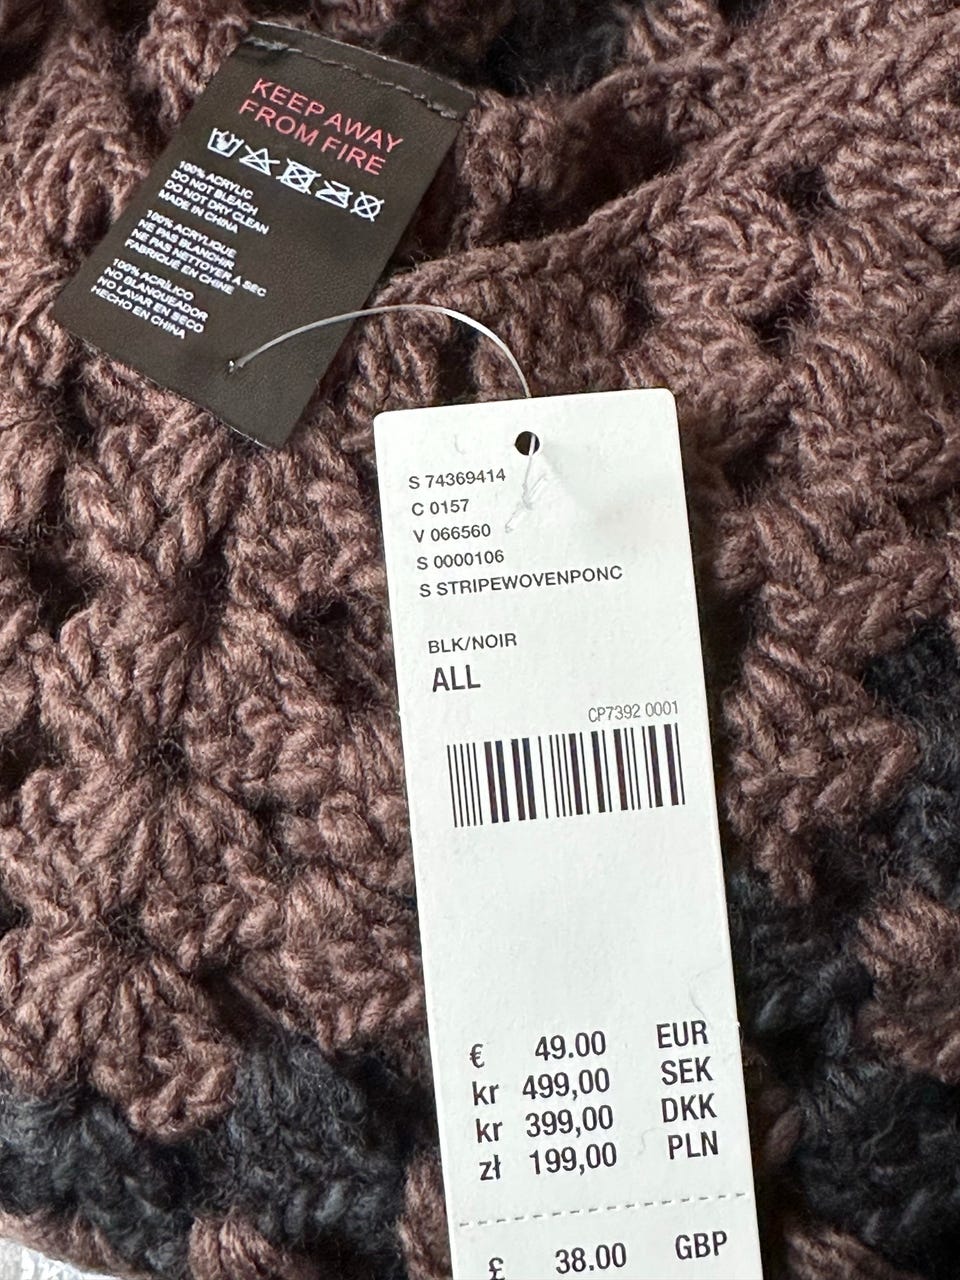 KEEP AWAY
FROM FIRE
100% ACRYLIC
DO NOT BLEACH
DO NOT DRY CLEAN
MADE IN CHINA
100% ACRYLIQUE
NE PAS BLANCHIR
NE PAS NETTOYER A SEC
FABRIQUE EN CHINE
100% ACRÍLICO
NO BLANQUEADOR
NO LAVAR EN SECO
HECHO EN CHINA
S 74369414
C 0157
V 066560
S 0000106
S STRIPEWOVENPONC
BLK/NOIR
ALL
CP7392 0001
€ 49.00 EUR
kr 499,00 SEK
kr 399,00 DKK
zł 199,00 PLN
£ 38.00 GBP